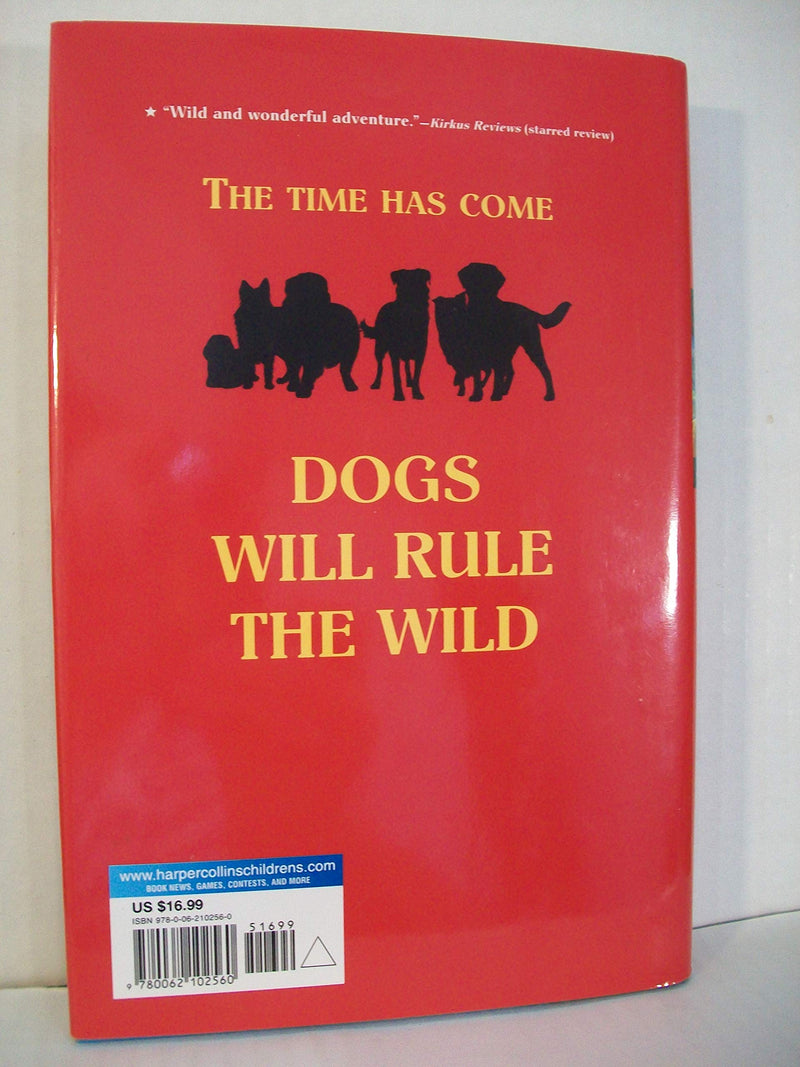 ★ “Wild and wonderful adventure.”—Kirkus Reviews (starred review)
THE TIME HAS COME
DOGS
WILL RULE
THE WILD
www.harpercollinschildrens.com
BOOK NEWS, GAMES, CONTESTS, AND MORE
US $16.99
ISBN 978-0-06-210256-0
51699
9 780062 102560